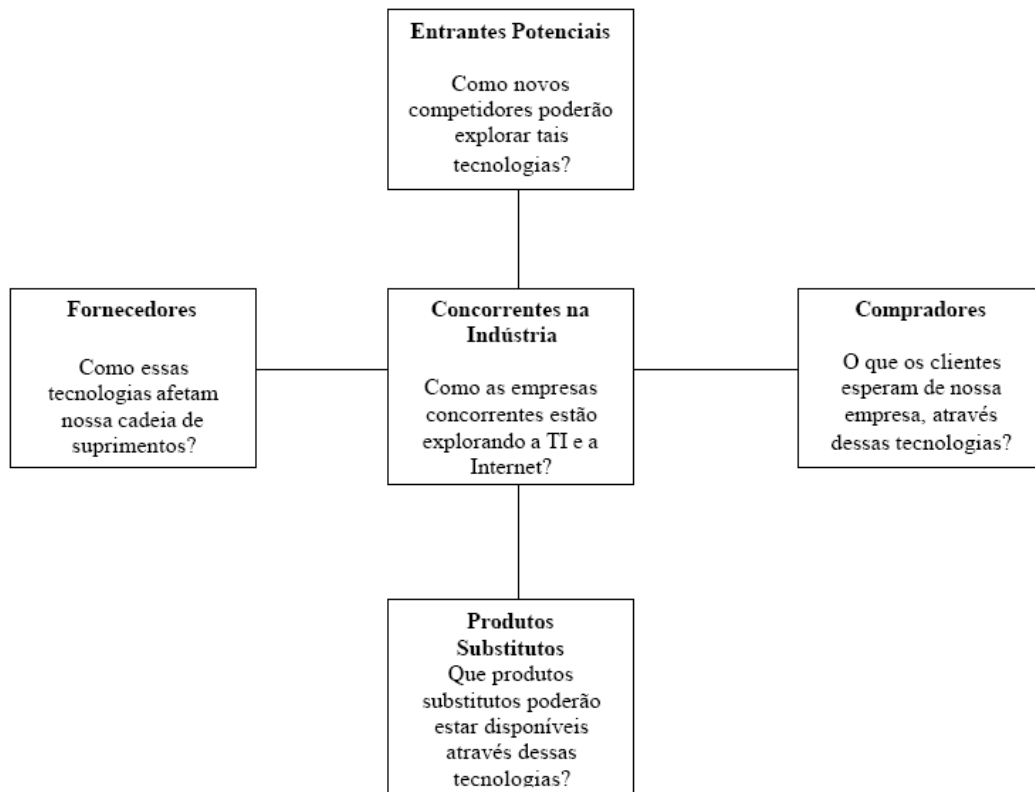 Entrantes Potenciais
Como novos
competidores poderão
explorar tais
tecnologias?
Fornecedores
Como essas
tecnologias afetam
nossa cadeia de
suprimentos?
Concorrentes na
Indústria
Como as empresas
concorrentes estão
explorando a TI e a
Internet?
Compradores
O que os clientes
esperam de nossa
empresa, através
dessas tecnologias?
Produtos
Substitutos
Que produtos
substitutos poderão
estar disponíveis
através dessas
tecnologias?